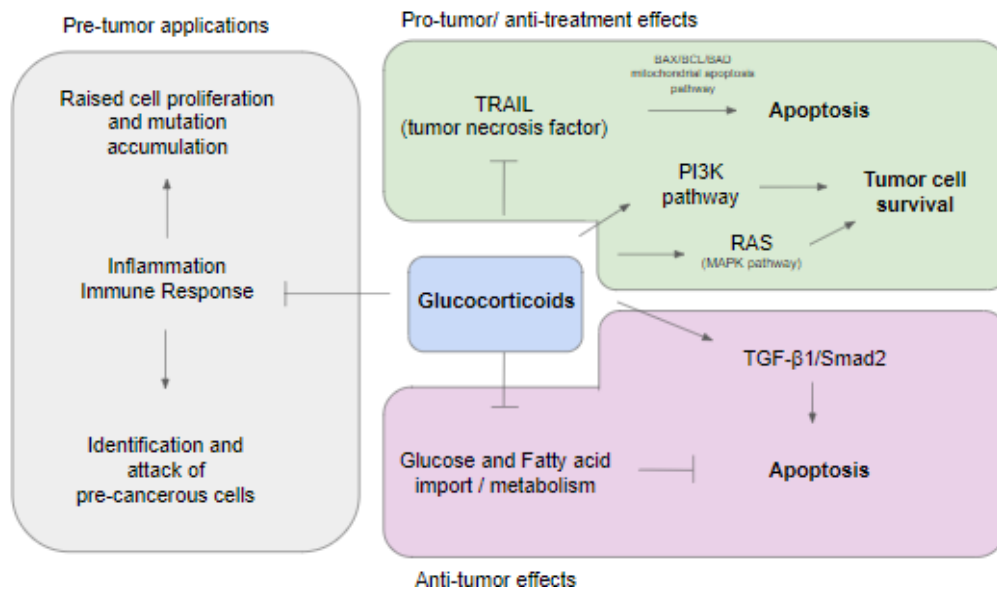 Pre-tumor applications
Raised cell proliferation
and mutation
accumulation
Inflammation
Immune Response
Identification and
attack of
pre-cancerous cells
Pro-tumor/ anti-treatment effects
TRAIL
(tumor necrosis factor)
BAX/BCL/BAD
mitochondrial apoptosis
pathway
Apoptosis
PI3K
pathway
Tumor cell
survival
RAS
(MAPK pathway)
Glucocorticoids
TGF-β1/Smad2
Glucose and Fatty acid
import / metabolism
Apoptosis
Anti-tumor effects